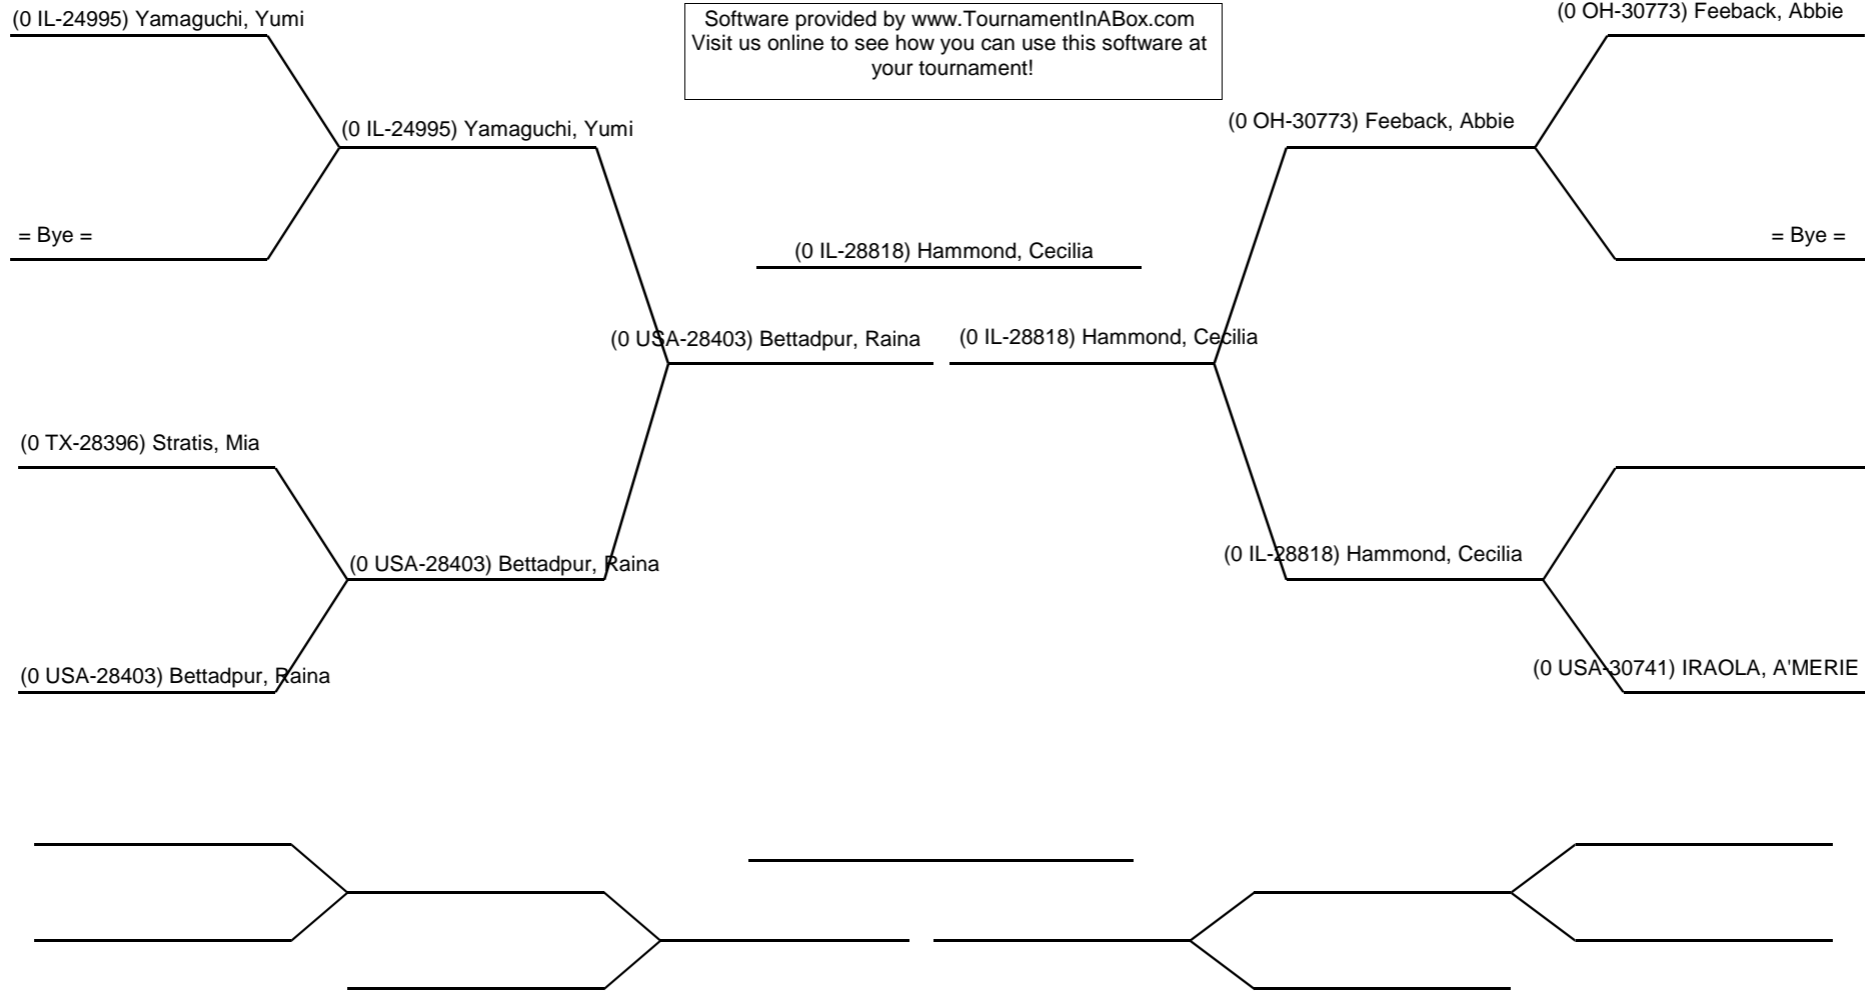 (0 IL-24995) Yamaguchi, Yumi
Software provided by www.TournamentInABox.com
Visit us online to see how you can use this software at
your tournament!
(0 OH-30773) Feeback, Abbie
(0 IL-24995) Yamaguchi, Yumi
(0 OH-30773) Feeback, Abbie
= Bye =
= Bye =
(0 IL-28818) Hammond, Cecilia
(0 USA-28403) Bettadpur, Raina
(0 IL-28818) Hammond, Cecilia
(0 TX-28396) Stratis, Mia
(0 USA-28403) Bettadpur, Raina
(0 IL-28818) Hammond, Cecilia
(0 USA-28403) Bettadpur, Raina
(0 USA-30741) IRAOLA, A'MERIE